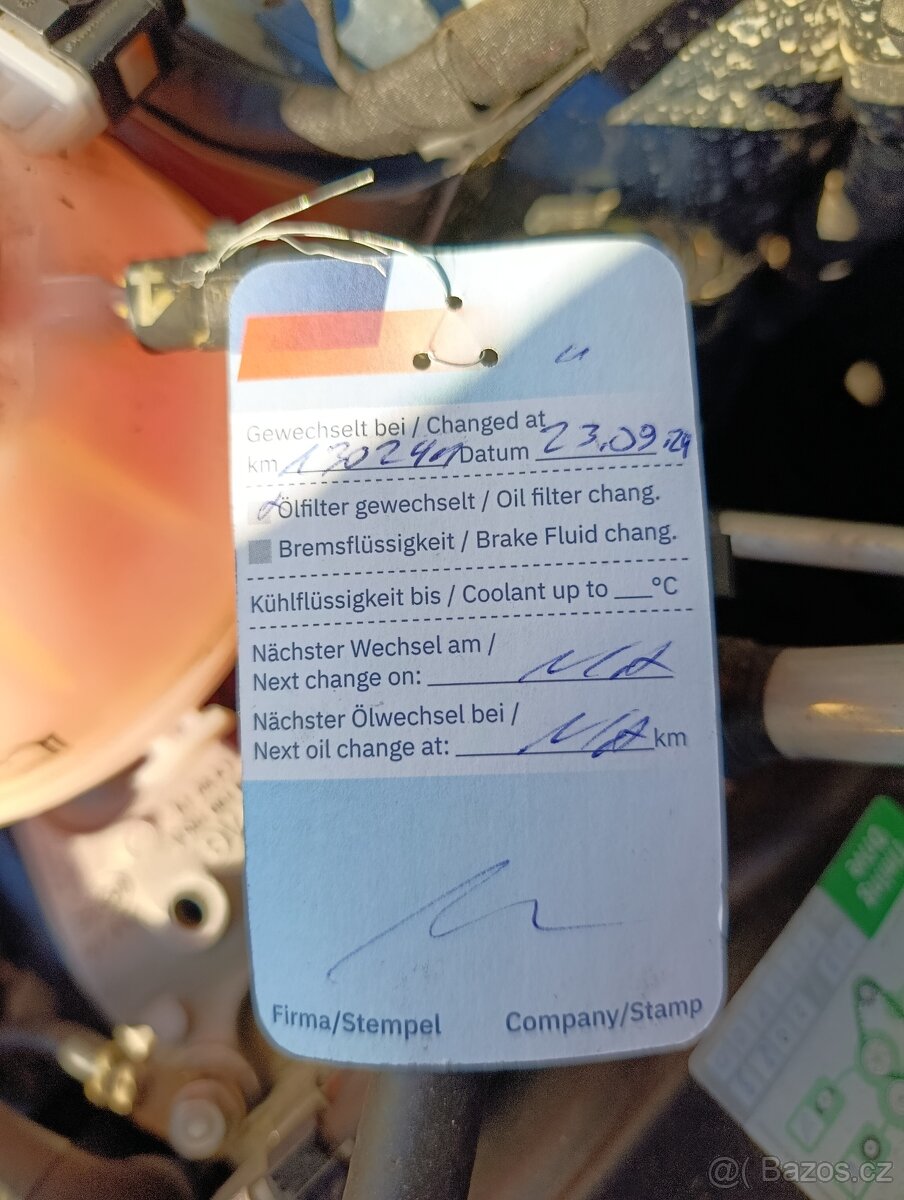 Gewechselt bei / Changed at
km 130241 Datum 23.09.24
Ölfilter gewechselt / Oil filter chang.
Bremsflüssigkeit / Brake Fluid chang.
Kühlflüssigkeit bis / Coolant up to ___°C
Nächster Wechsel am /
Next change on: N/A
Nächster Ölwechsel bei /
Next oil change at: N/A km
Firma/Stempel Company/Stamp
@( Bazos.cz